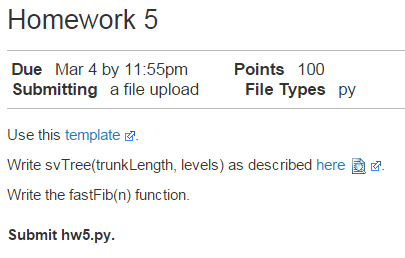 Homework 5
Due Mar 4 by 11:55pm Points 100
Submitting a file upload File Types py
Use this template.
Write svTree(trunkLength, levels) as described here.
Write the fastFib(n) function.
Submit hw5.py.